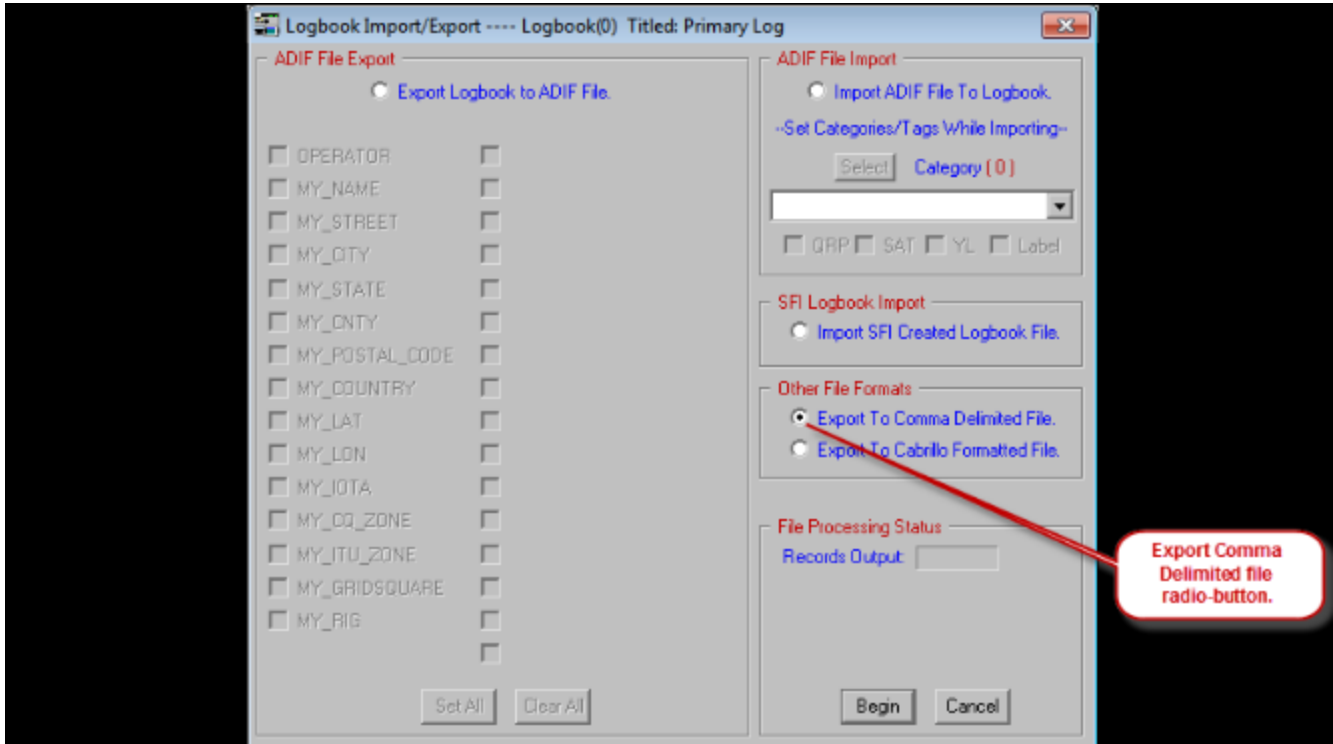 Logbook Import/Export ---- Logbook(0) Titled: Primary Log
ADIF File Export
Export Logbook to ADIF File.
OPERATOR
MY_NAME
MY_STREET
MY_CITY
MY_STATE
MY_CNTY
MY_POSTAL_CODE
MY_COUNTRY
MY_LAT
MY_LON
MY_IOTA
MY_CQ_ZONE
MY_ITU_ZONE
MY_GRIDSQUARE
MY_RIG
Set All Clear All
ADIF File Import
Import ADIF File To Logbook.
--Set Categories/Tags While Importing--
Select Category ( 0 )
QRP SAT YL Label
SFI Logbook Import
Import SFI Created Logbook File.
Other File Formats
Export To Comma Delimited File.
Export To Cabrillo Formatted File.
File Processing Status
Records Output:
Begin Cancel
Export Comma
Delimited file
radio-button.